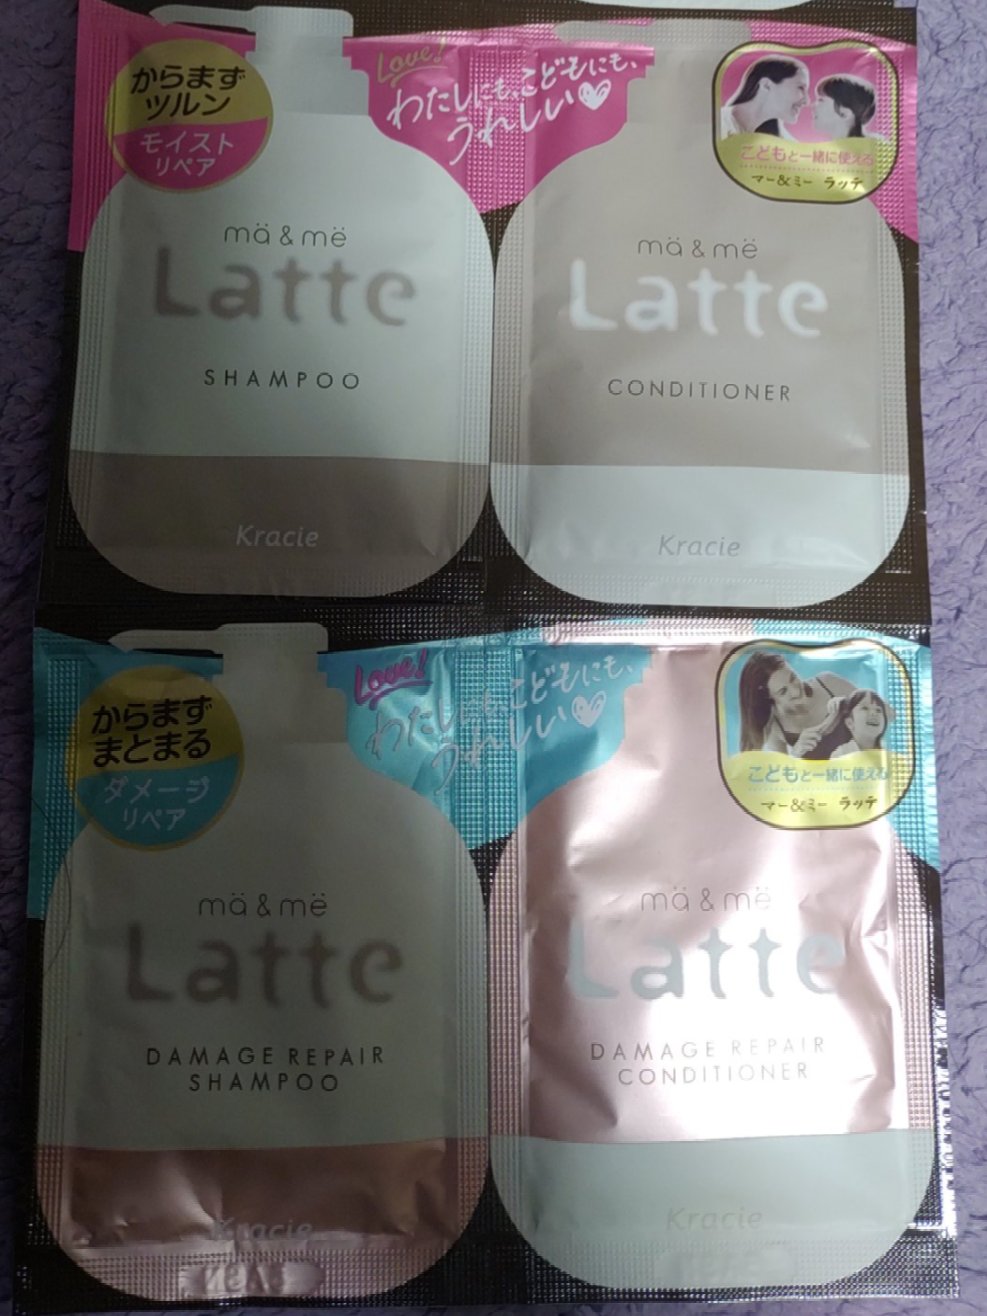 からまず
ツルン
モイスト
リペア
Love!
わたしにも、こどもにも、
うれしい♡
こどもと一緒に使える
マー&ミー ラッテ
mä & më
Latte
SHAMPOO
Kracie
mä & më
Latte
CONDITIONER
Kracie
からまず
まとまる
ダメージ
リペア
Love!
わたしにも、こどもにも、
うれしい♡
こどもと一緒に使える
マー&ミー ラッテ
mä & më
Latte
DAMAGE REPAIR
SHAMPOO
Kracie
mä & më
Latte
DAMAGE REPAIR
CONDITIONER
Kracie